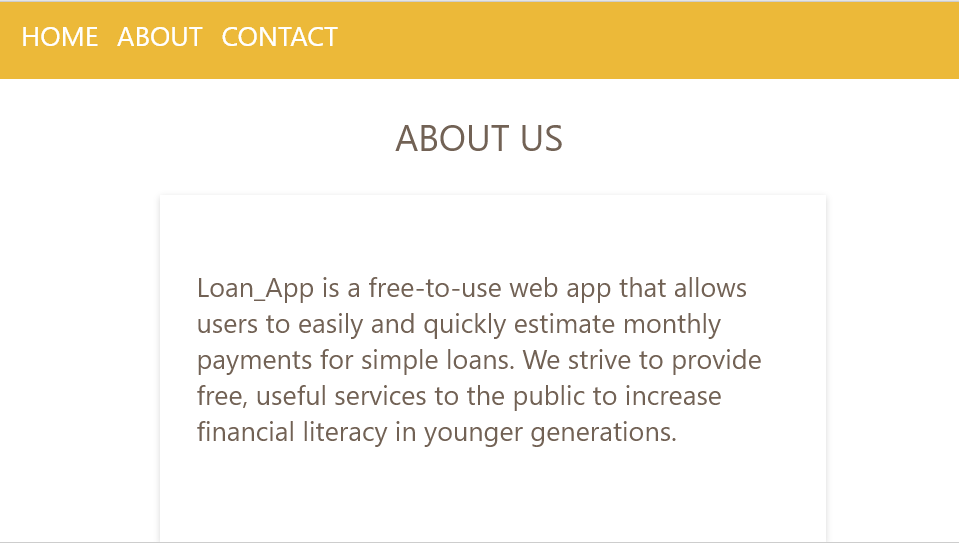 HOME ABOUT CONTACT
ABOUT US
Loan_App is a free-to-use web app that allows
users to easily and quickly estimate monthly
payments for simple loans. We strive to provide
free, useful services to the public to increase
financial literacy in younger generations.